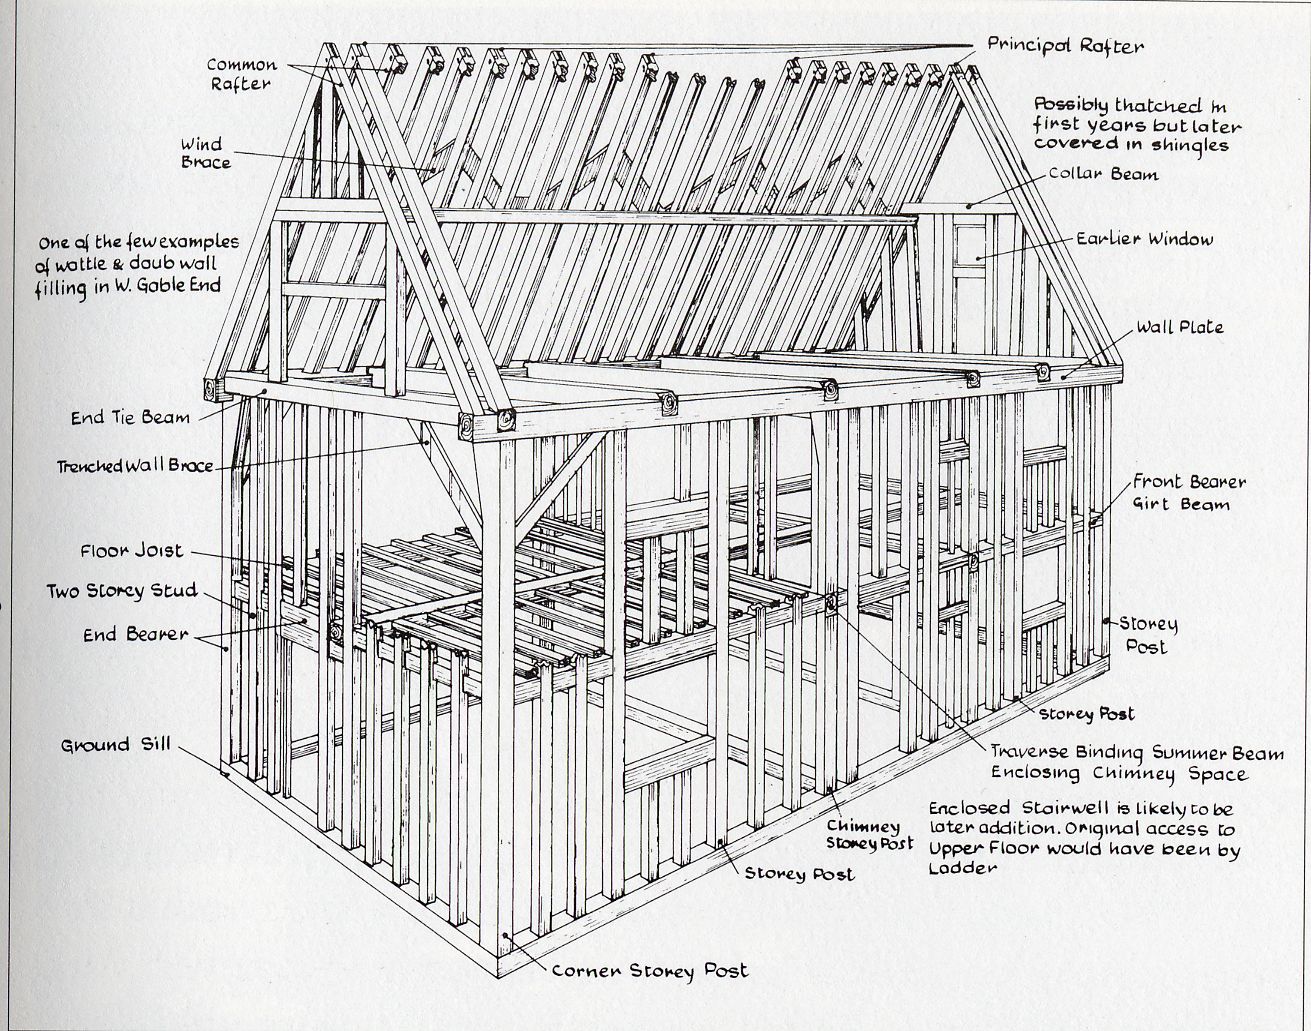 Common
Rafter
Principal Rafter
Possibly thatched in
first years but later
covered in shingles
Wind
Brace
Collar Beam
One of the few examples
of wattle & daub wall
filling in W. Gable End
Earlier Window
Wall Plate
End Tie Beam
Trenched Wall Brace
Front Bearer
Girt Beam
Floor Joist
Two Storey Stud
End Bearer
Storey
Post
Ground Sill
Storey Post
Traverse Binding Summer Beam
Enclosing Chimney Space
Chimney
Storey Post
Enclosed Stairwell is likely to be
later addition. Original access to
Upper Floor would have been by
Ladder
Storey Post
Corner Storey Post